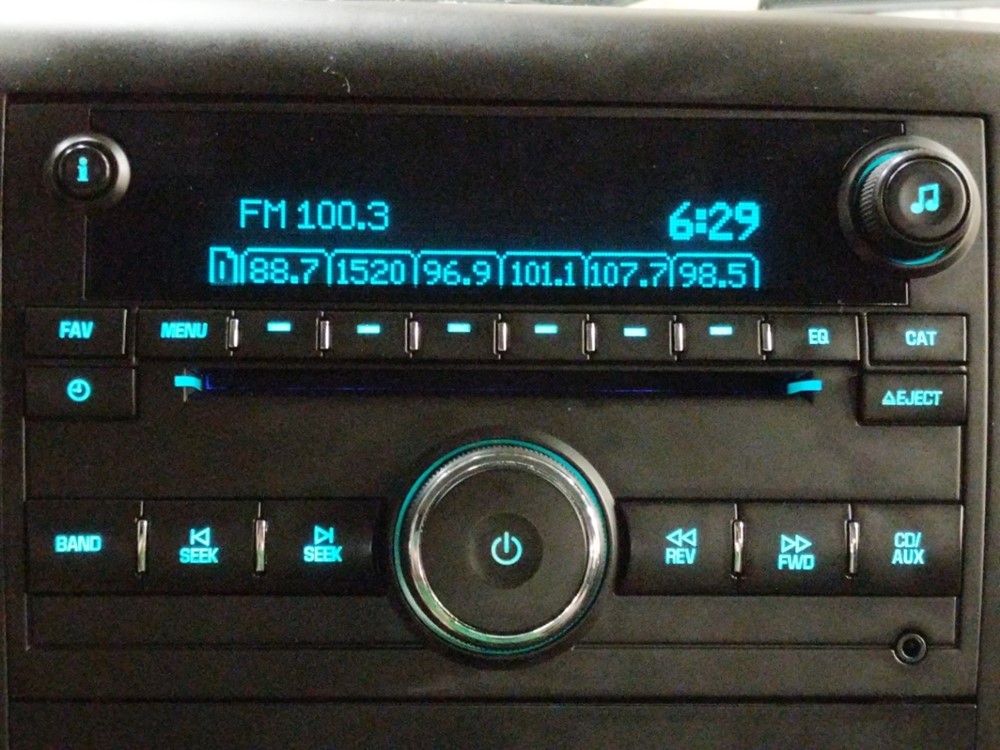 i
FM 100.3 6:29
1 88.7 1520 96.9 101.1 107.7 98.5
FAV MENU EQ CAT
EJECT
BAND SEEK SEEK REV FWD CD/
AUX